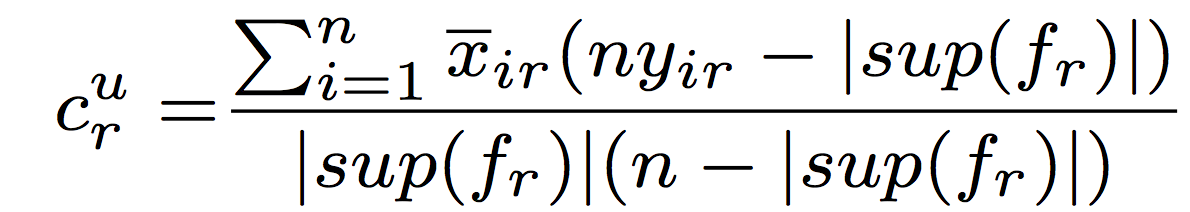 c_r^u = \frac{\sum_{i=1}^{n} \overline{x}_{ir}(ny_{ir} - |sup(f_r)|)}{|sup(f_r)|(n - |sup(f_r)|)}